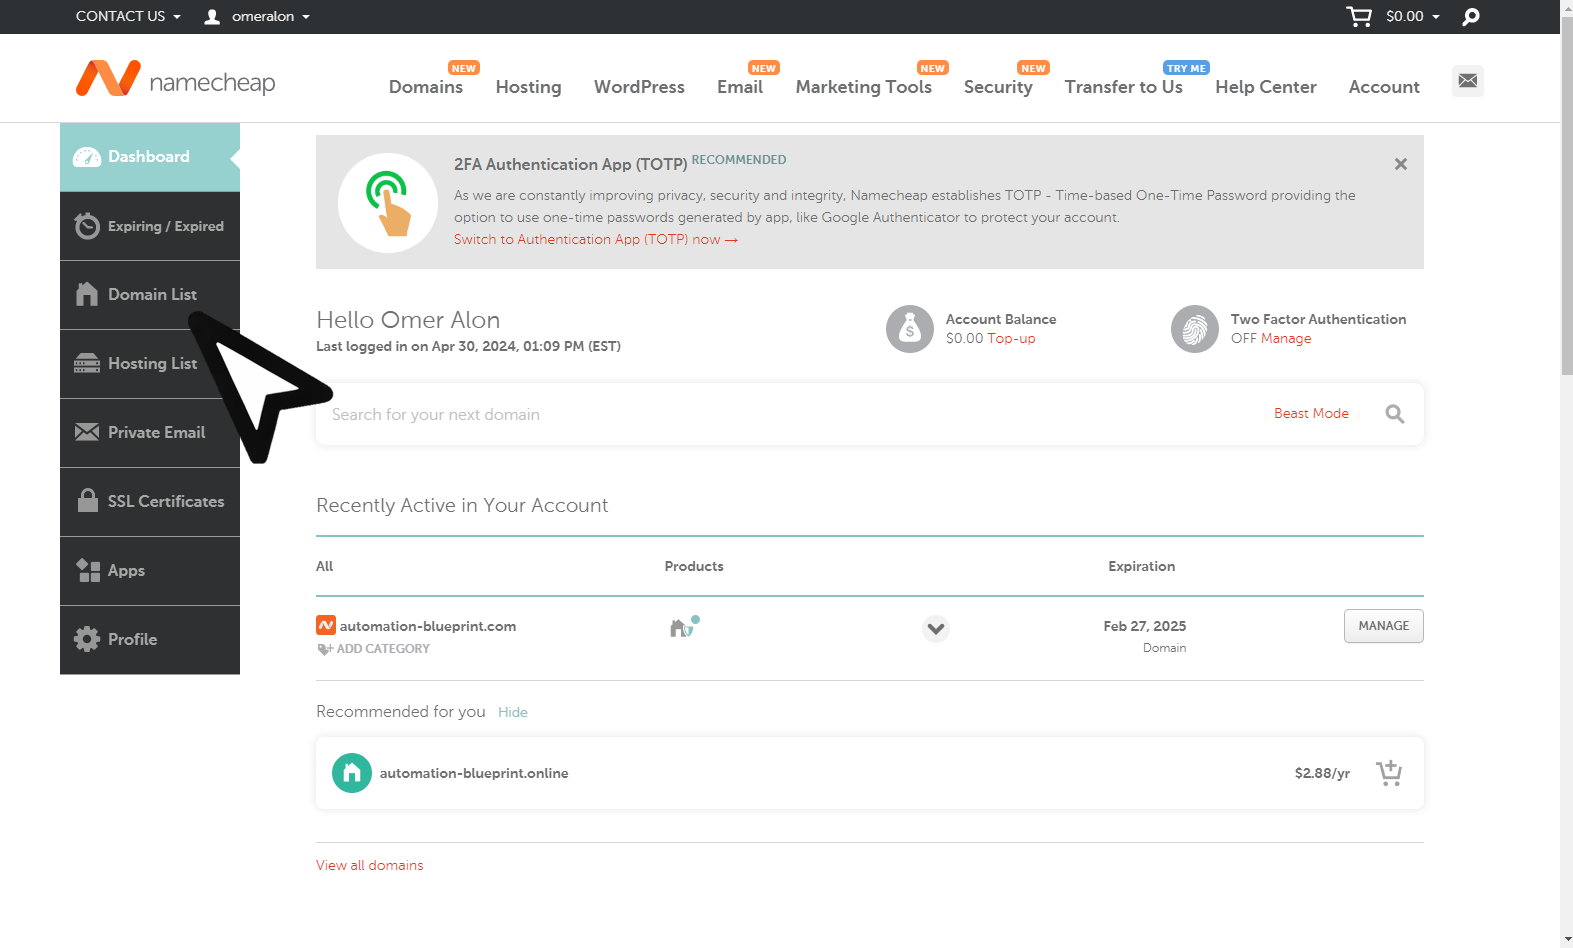 CONTACT US
omeralon
$0.00
namecheap
Domains NEW
Hosting
WordPress
Email NEW
Marketing Tools NEW
Security NEW
Transfer to Us TRY ME
Help Center
Account
Dashboard
Expiring / Expired
Domain List
Hosting List
Private Email
SSL Certificates
Apps
Profile
2FA Authentication App (TOTP) RECOMMENDED
As we are constantly improving privacy, security and integrity, Namecheap establishes TOTP - Time-based One-Time Password providing the
option to use one-time passwords generated by app, like Google Authenticator to protect your account.
Switch to Authentication App (TOTP) now →
Hello Omer Alon
Last logged in on Apr 30, 2024, 01:09 PM (EST)
Account Balance
$0.00 Top-up
Two Factor Authentication
OFF Manage
Search for your next domain
Beast Mode
Recently Active in Your Account
All
Products
Expiration
automation-blueprint.com
ADD CATEGORY
Feb 27, 2025
Domain
MANAGE
Recommended for you Hide
automation-blueprint.online
$2.88/yr
View all domains